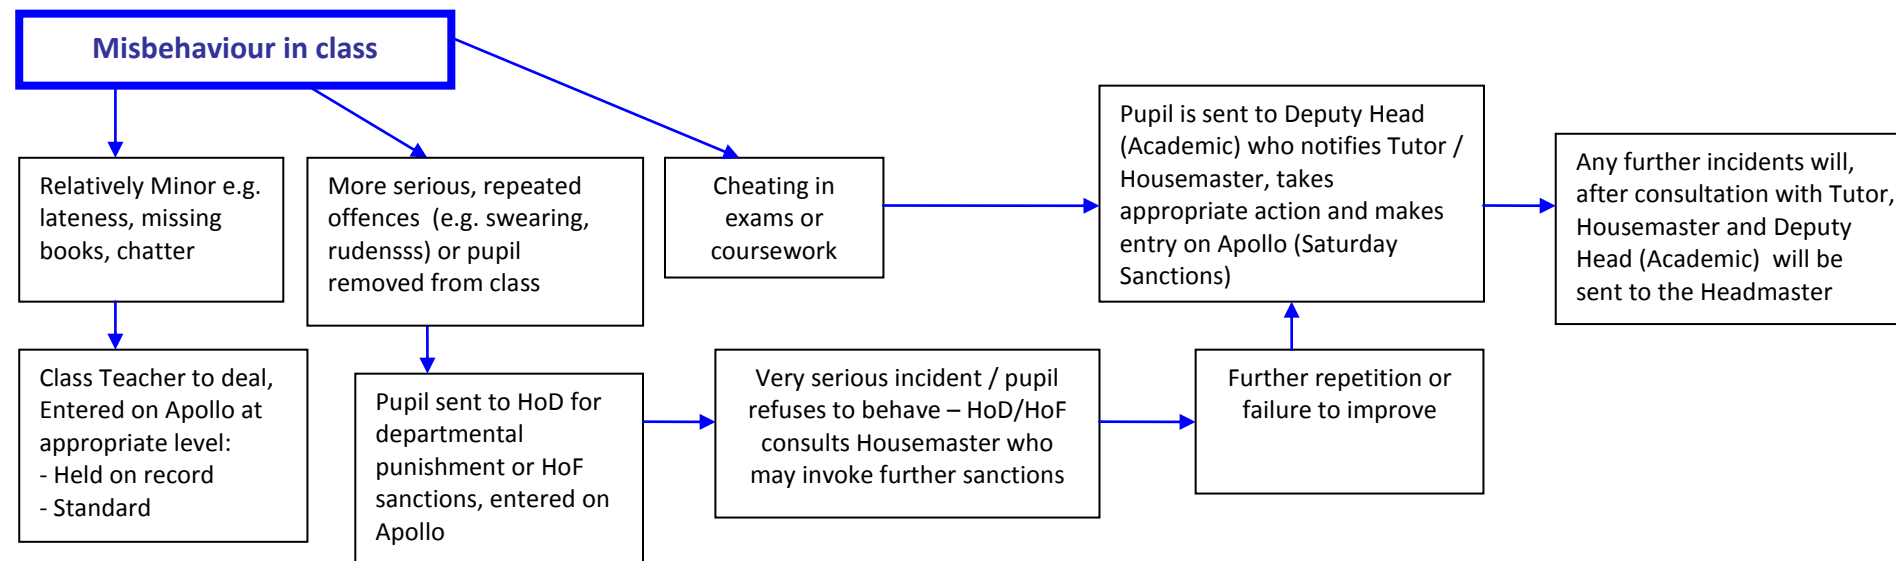 Misbehaviour in class
Relatively Minor e.g.
lateness, missing
books, chatter
More serious, repeated
offences  (e.g. swearing,
rudensss) or pupil
removed from class
Cheating in
exams or
coursework
Pupil is sent to Deputy Head
(Academic) who notifies Tutor /
Housemaster, takes
appropriate action and makes
entry on Apollo (Saturday
Sanctions)
Any further incidents will,
after consultation with Tutor,
Housemaster and Deputy
Head (Academic)  will be
sent to the Headmaster
Class Teacher to deal,
Entered on Apollo at
appropriate level:
- Held on record
- Standard
Pupil sent to HoD for
departmental
punishment or HoF
sanctions, entered on
Apollo
Very serious incident / pupil
refuses to behave – HoD/HoF
consults Housemaster who
may invoke further sanctions
Further repetition or
failure to improve